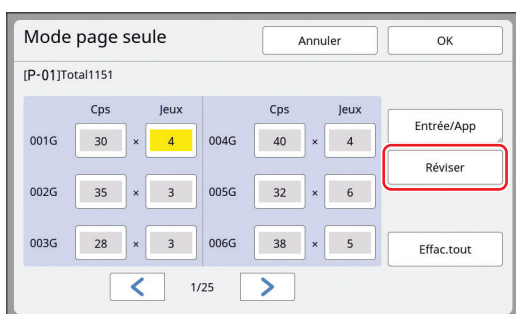 Mode page seule Annuler OK
[P-01]Total1151
Cps Jeux Cps Jeux
Entrée/App
001G 30 × 4 004G 40 × 4
Réviser
002G 35 × 3 005G 32 × 6
003G 28 × 3 006G 38 × 5 Effac.tout
1/25